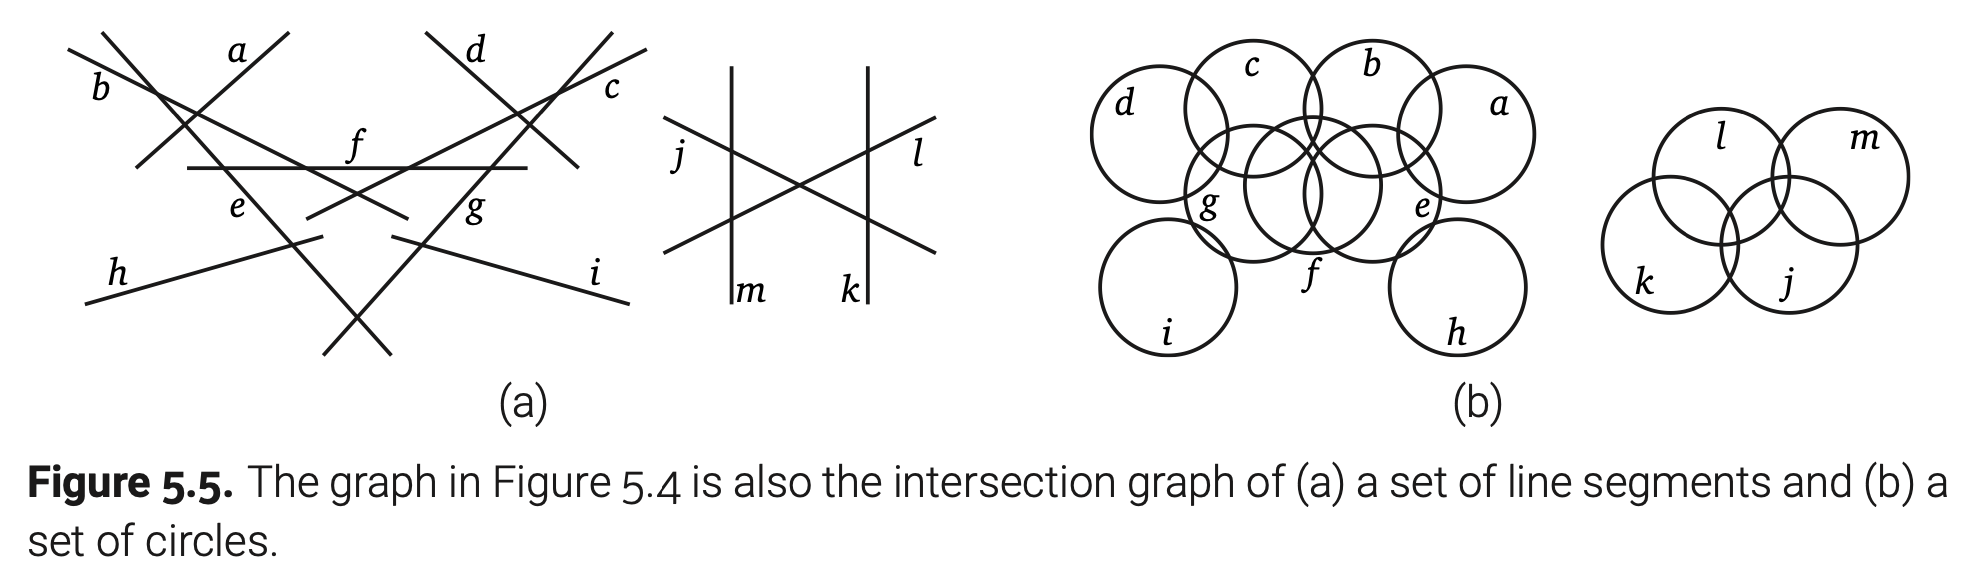 a d
b c
f
e g
h i
j l
m k
c b
d a
g e
f
i h
l m
k j
(a) (b)
Figure 5.5. The graph in Figure 5.4 is also the intersection graph of (a) a set of line segments and (b) a
set of circles.